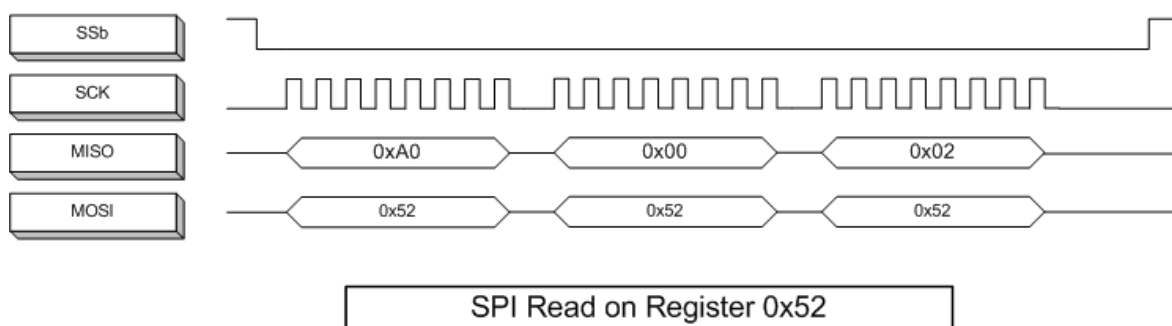 SSb
SCK
MISO 0xA0 0x00 0x02
MOSI 0x52 0x52 0x52
SPI Read on Register 0x52